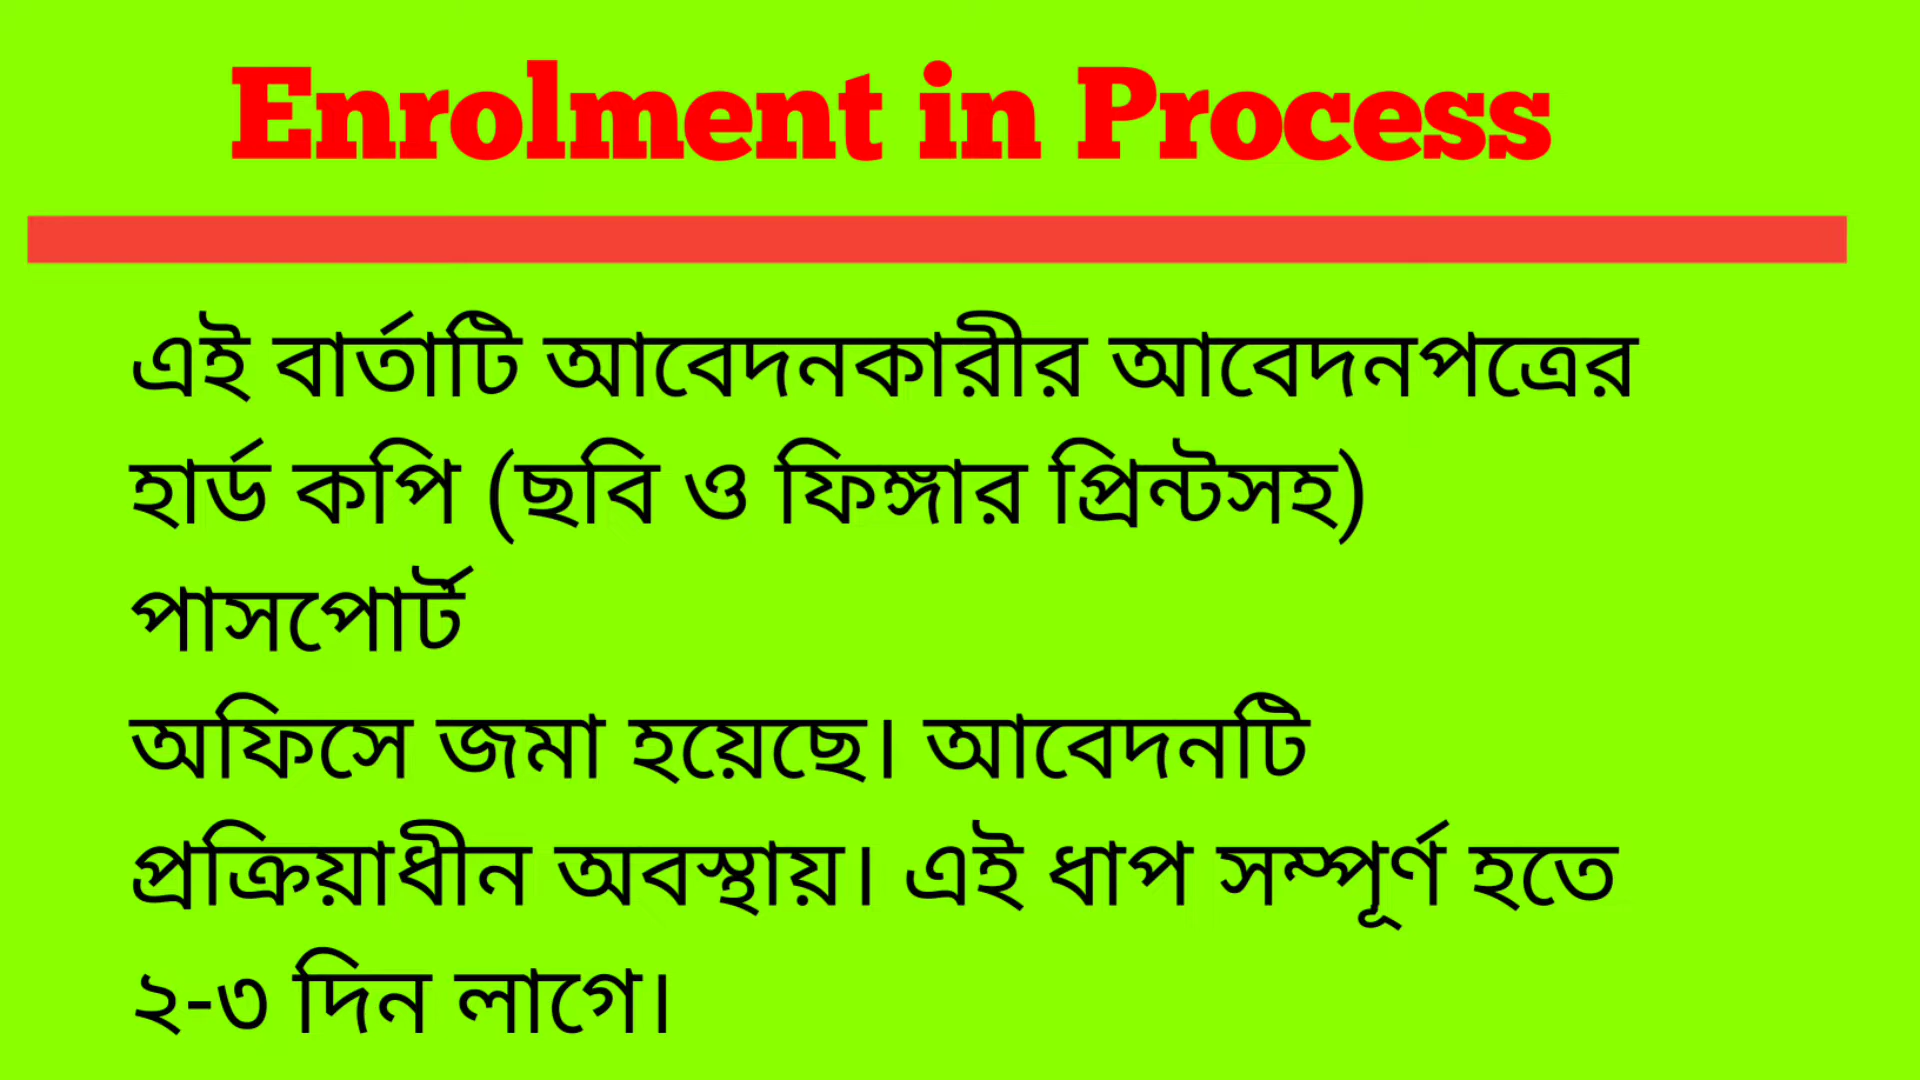 Enrolment in Process
এই বার্তাটি আবেদনকারীর আবেদনপত্রের
হার্ড কপি (ছবি ও ফিঙ্গার প্রিন্টসহ)
পাসপোর্ট
অফিসে জমা হয়েছে। আবেদনটি
প্রক্রিয়াধীন অবস্থায়। এই ধাপ সম্পূর্ণ হতে
২-৩ দিন লাগে।